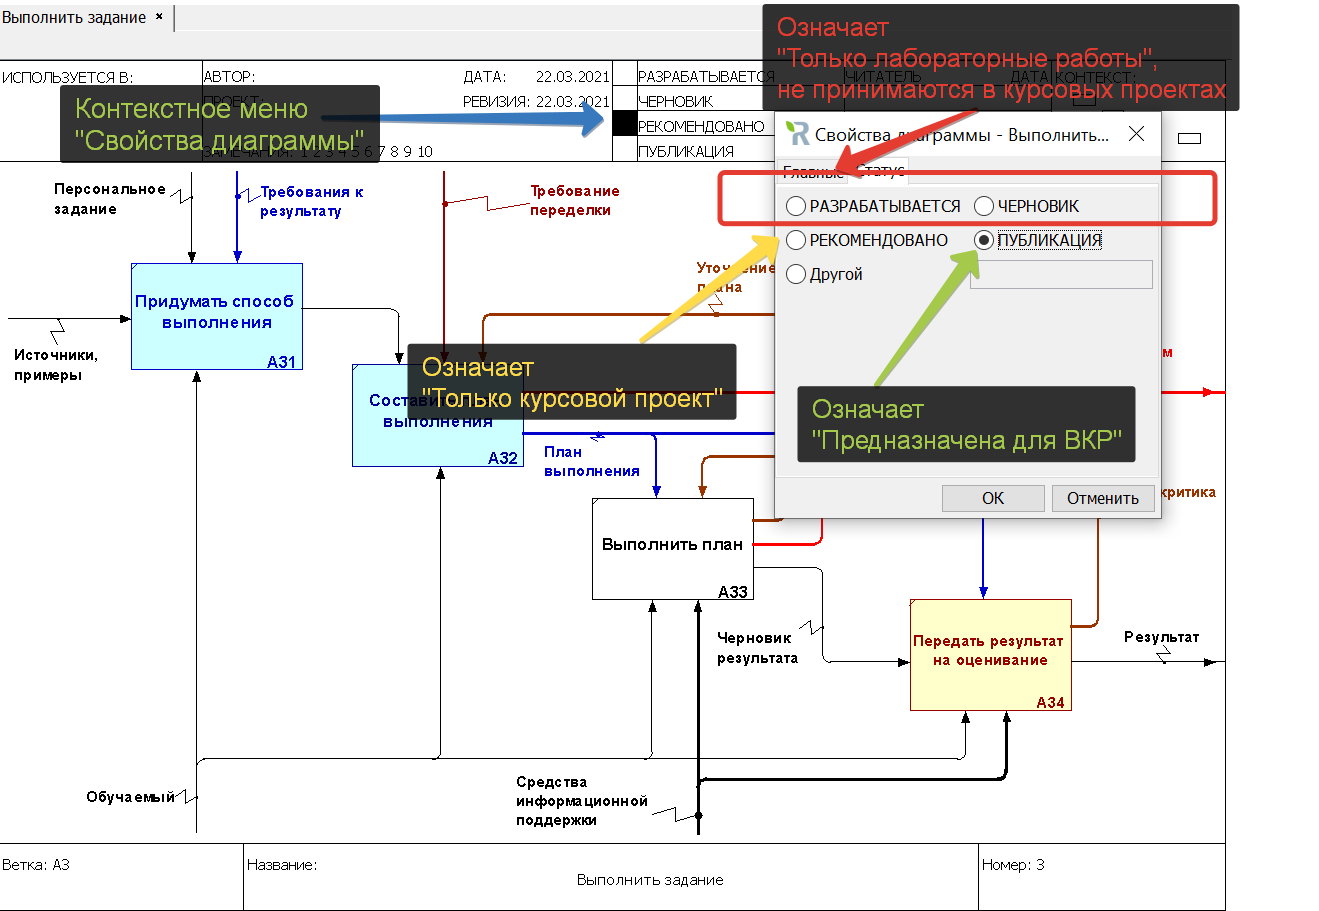 Выполнить задание ×
ИСПОЛЬЗУЕТСЯ В:
АВТОР:
ДАТА: 22.03.2021
РЕВИЗИЯ: 22.03.2021
РАЗРАБАТЫВАЕТСЯ
ЧЕРНОВИК
РЕКОМЕНДОВАНО
ПУБЛИКАЦИЯ
ЧИТАТЕЛЬ
ДАТА
КОНТЕКСТ:
ПРОЕКТ:
ЗАМЕЧАНИЯ: 1 2 3 4 5 6 7 8 9 10
Контекстное меню
"Свойства диаграммы"
Означает
"Только лабораторные работы",
не принимаются в курсовых проектах
Свойства диаграммы - Выполнить...
Главные
Статус
РАЗРАБАТЫВАЕТСЯ
ЧЕРНОВИК
РЕКОМЕНДОВАНО
ПУБЛИКАЦИЯ
Другой
OK
Отменить
Означает
"Только курсовой проект"
Означает
"Предназначена для ВКР"
Персональное
задание
Требования к
результату
Требование
переделки
Уточнение
плана
Придумать способ
выполнения
A31
Источники,
примеры
выполнения
A32
План
выполнения
критика
Выполнить план
A33
Черновик
результата
Передать результат
на оценивание
A34
Результат
Обучаемый
Средства
информационной
поддержки
Ветка: A3
Название:
Выполнить задание
Номер: 3